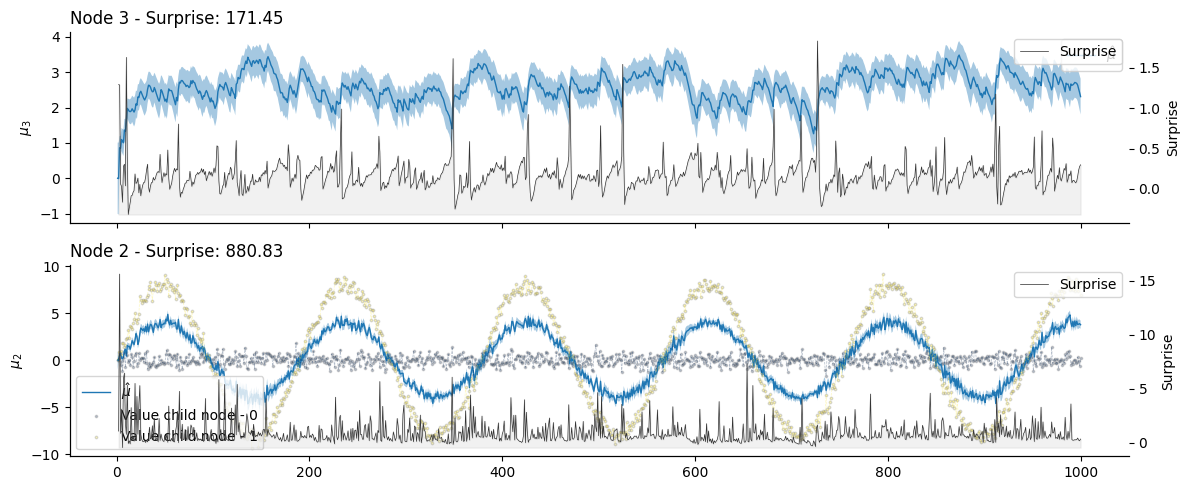 Node 3 - Surprise: 171.45
4
3
2
1
0
−1
μ3
Surprise
μ̂
1.5
1.0
0.5
0.0
Surprise
Node 2 - Surprise: 880.83
10
5
0
−5
−10
μ2
Surprise
μ̂
Value child node - 0
Value child node - 1
15
10
5
0
Surprise
0
200
400
600
800
1000